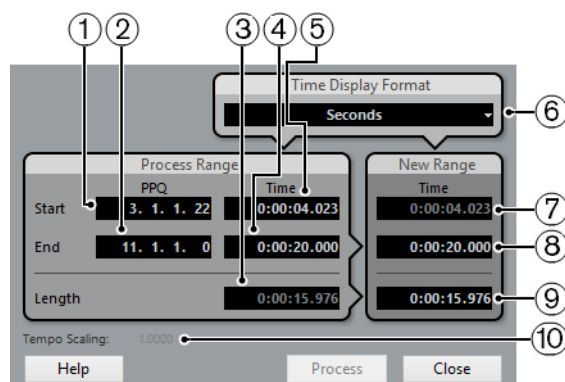 ① ② ③ ④ ⑤
Time Display Format
Seconds
⑥
Process Range
New Range
PPQ Time
Time
Start 3. 1. 1. 22 0:00:04.023 0:00:04.023 ⑦
End 11. 1. 1. 0 0:00:20.000 0:00:20.000 ⑧
Length 0:00:15.976 0:00:15.976 ⑨
Tempo Scaling: 1.0000 ⑩
Help Process Close